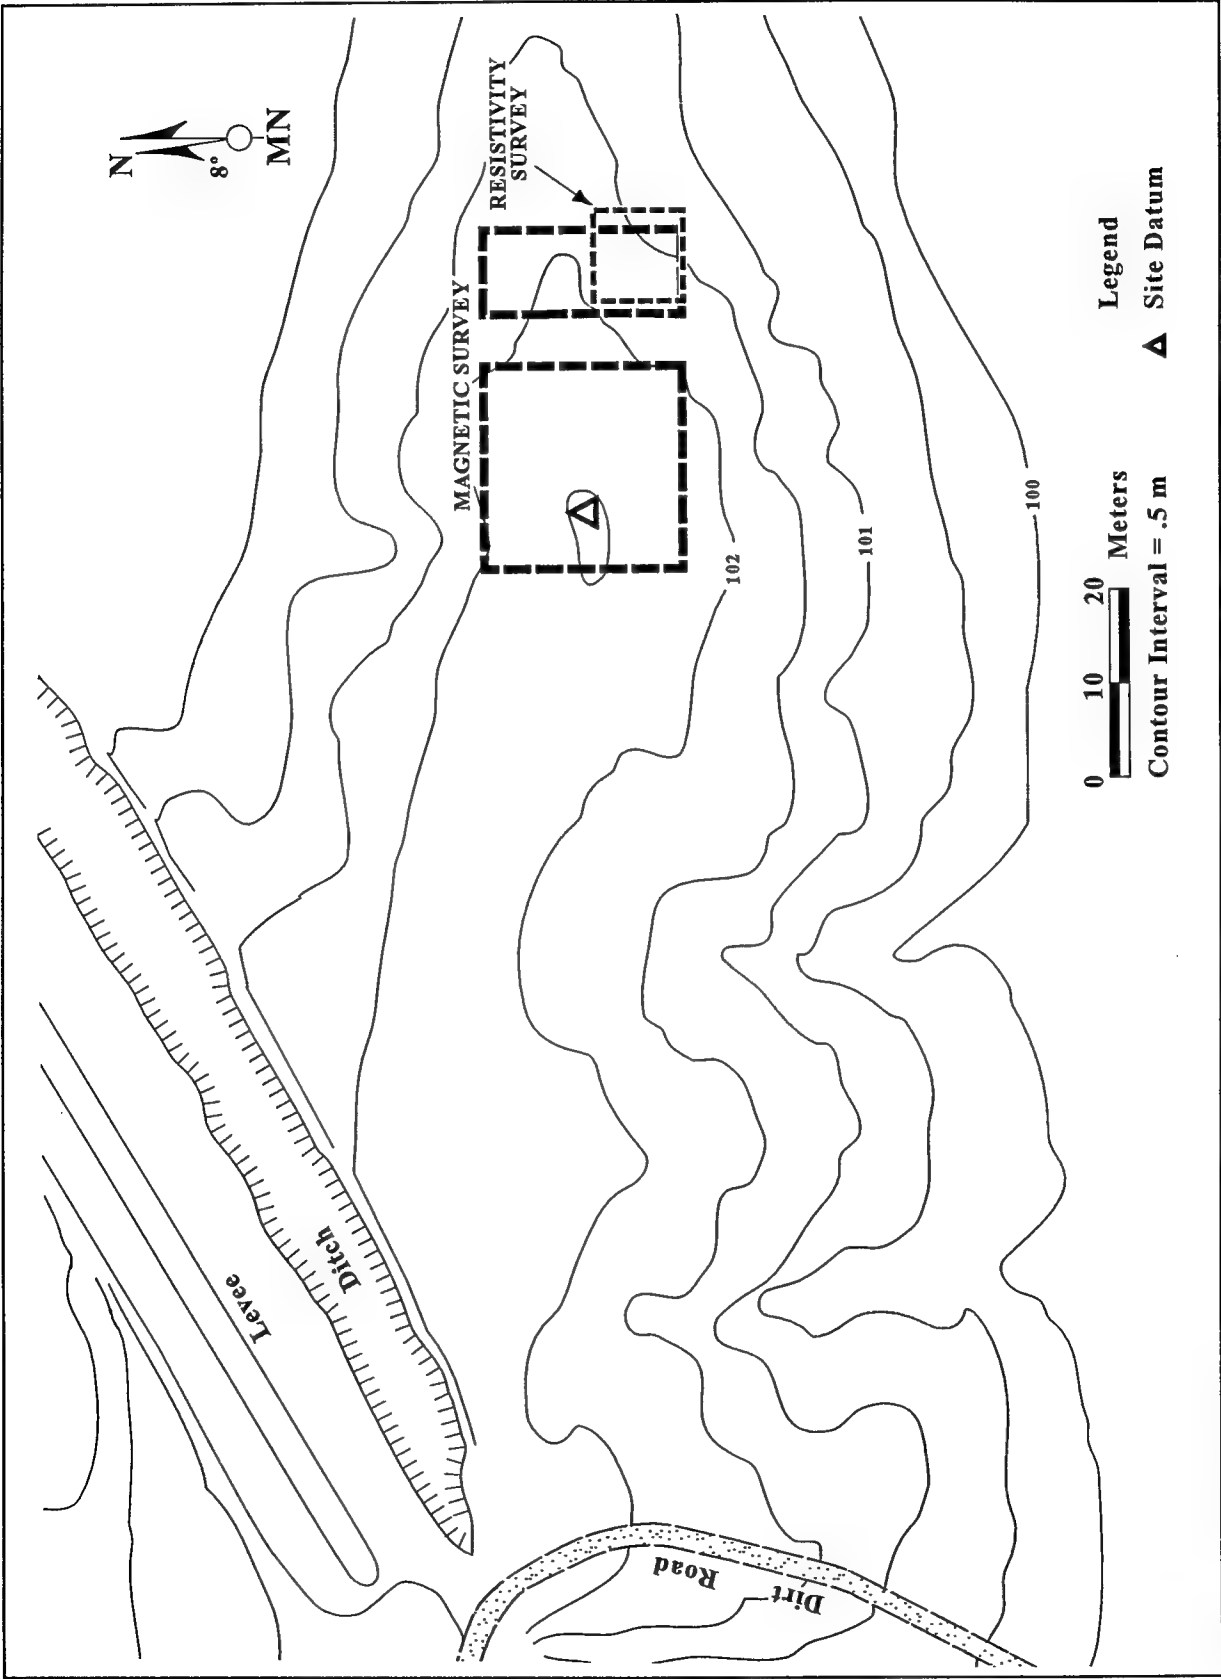 N
8°
MN
RESISTIVITY
SURVEY
MAGNETIC SURVEY
Levee
Ditch
102
101
100
Dirt
Road
Legend
Site Datum
0 10 20 Meters
Contour Interval = .5 m